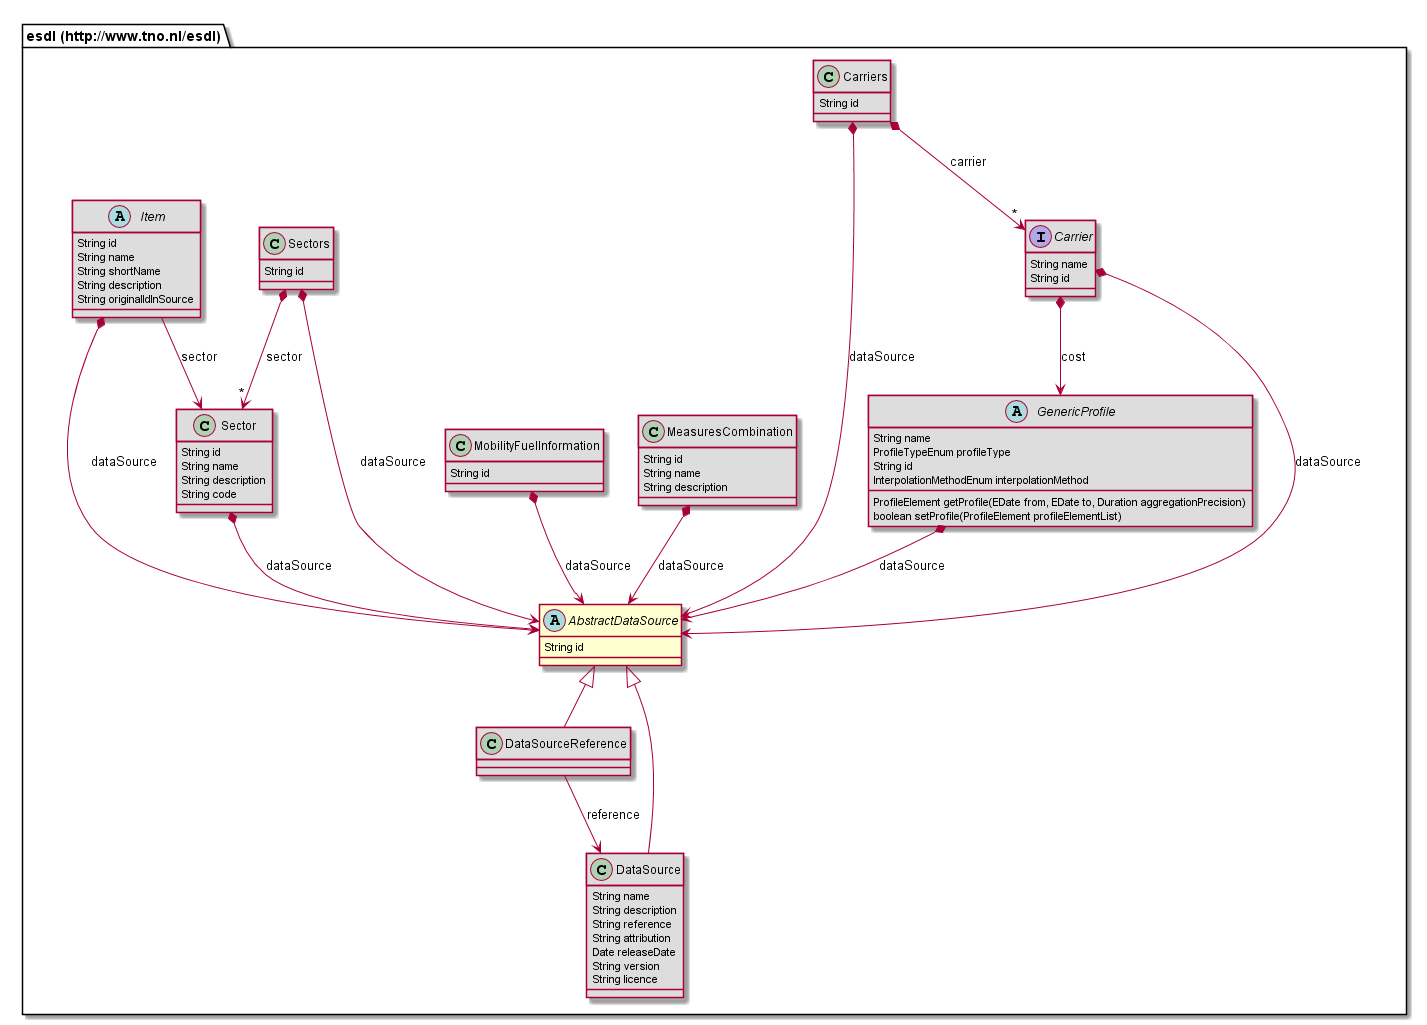 esdl (http://www.tno.nl/esdl)
C Carriers
String id
carrier
*
A Item
String id
String name
String shortName
String description
String originalIdInSource
C Sectors
String id
I Carrier
String name
String id
sector
sector
*
dataSource
cost
C Sector
String id
String name
String description
String code
C MobilityFuelInformation
String id
C MeasuresCombination
String id
String name
String description
A GenericProfile
String name
ProfileTypeEnum profileType
String id
InterpolationMethodEnum interpolationMethod
ProfileElement getProfile(EDate from, EDate to, Duration aggregationPrecision)
boolean setProfile(ProfileElement profileElementList)
dataSource
dataSource
dataSource
dataSource
dataSource
dataSource
dataSource
A AbstractDataSource
String id
C DataSourceReference
reference
C DataSource
String name
String description
String reference
String attribution
Date releaseDate
String version
String licence